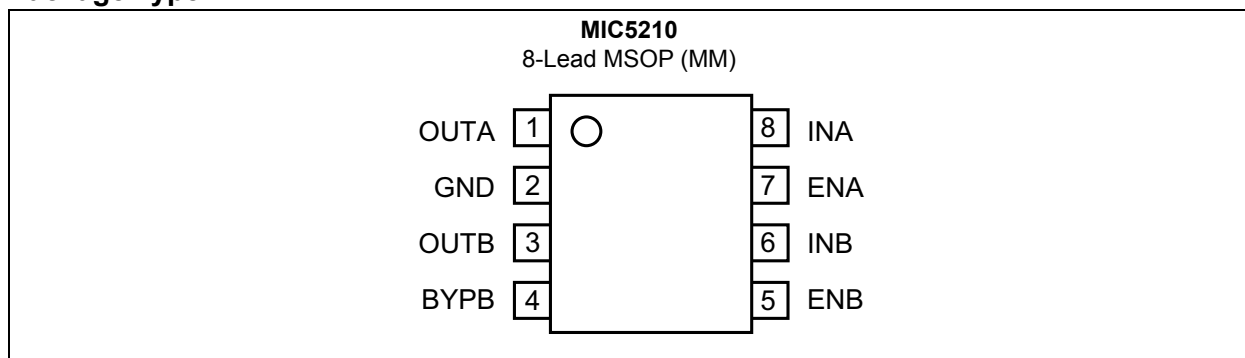 MIC5210
8-Lead MSOP (MM)
OUTA 1 8 INA
GND 2 7 ENA
OUTB 3 6 INB
BYPB 4 5 ENB